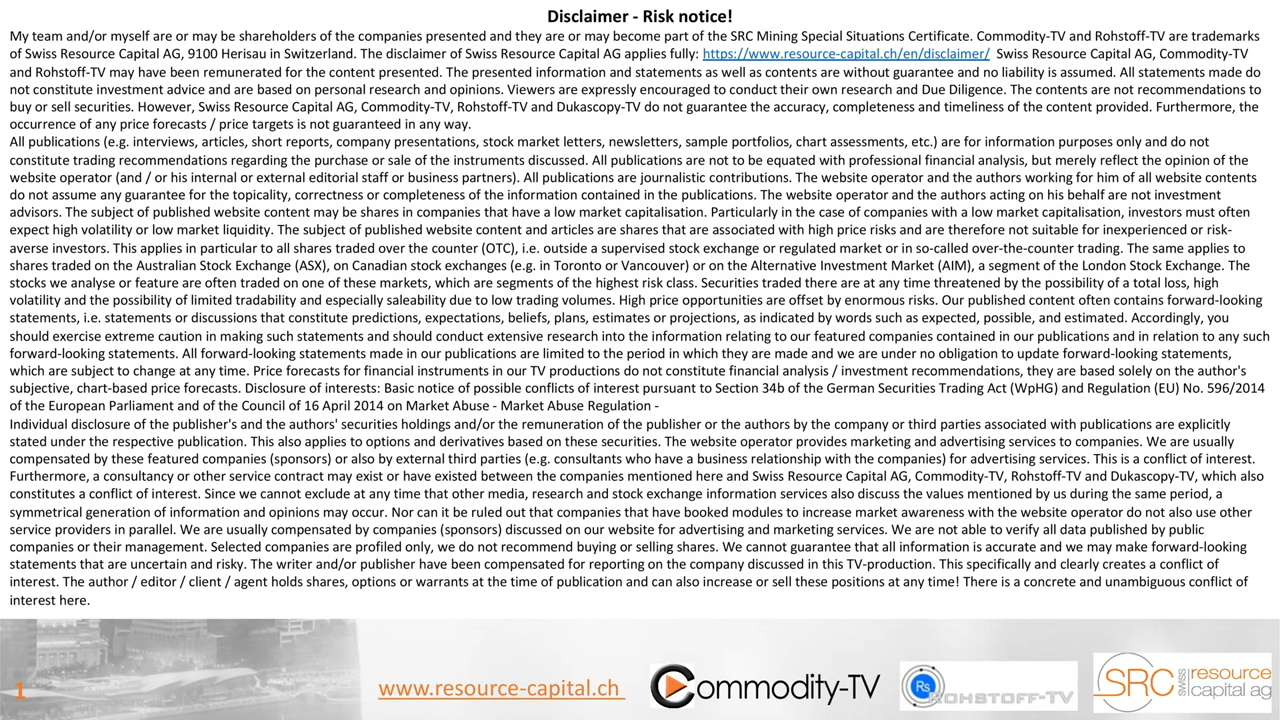 Disclaimer - Risk notice!
My team and/or myself are or may be shareholders of the companies presented and they are or may become part of the SRC Mining Special Situations Certificate. Commodity-TV and Rohstoff-TV are trademarks
of Swiss Resource Capital AG, 9100 Herisau in Switzerland. The disclaimer of Swiss Resource Capital AG applies fully: https://www.resource-capital.ch/en/disclaimer/ Swiss Resource Capital AG, Commodity-TV
and Rohstoff-TV may have been remunerated for the content presented. The presented information and statements as well as contents are without guarantee and no liability is assumed. All statements made do
not constitute investment advice and are based on personal research and opinions. Viewers are expressly encouraged to conduct their own research and Due Diligence. The contents are not recommendations to
buy or sell securities. However, Swiss Resource Capital AG, Commodity-TV, Rohstoff-TV and Dukascopy-TV do not guarantee the accuracy, completeness and timeliness of the content provided. Furthermore, the
occurrence of any price forecasts / price targets is not guaranteed in any way.
All publications (e.g. interviews, articles, short reports, company presentations, stock market letters, newsletters, sample portfolios, chart assessments, etc.) are for information purposes only and do not
constitute trading recommendations regarding the purchase or sale of the instruments discussed. All publications are not to be equated with professional financial analysis, but merely reflect the opinion of the
website operator (and / or his internal or external editorial staff or business partners). All publications are journalistic contributions. The website operator and the authors working for him of all website contents
do not assume any guarantee for the topicality, correctness or completeness of the information contained in the publications. The website operator and the authors acting on his behalf are not investment
advisors. The subject of published website content may be shares in companies that have a low market capitalisation. Particularly in the case of companies with a low market capitalisation, investors must often
expect high volatility or low market liquidity. The subject of published website content and articles are shares that are associated with high price risks and are therefore not suitable for inexperienced or risk-
averse investors. This applies in particular to all shares traded over the counter (OTC), i.e. outside a supervised stock exchange or regulated market or in so-called over-the-counter trading. The same applies to
shares traded on the Australian Stock Exchange (ASX), on Canadian stock exchanges (e.g. in Toronto or Vancouver) or on the Alternative Investment Market (AIM), a segment of the London Stock Exchange. The
stocks we analyse or feature are often traded on one of these markets, which are segments of the highest risk class. Securities traded there are at any time threatened by the possibility of a total loss, high
volatility and the possibility of limited tradability and especially saleability due to low trading volumes. High price opportunities are offset by enormous risks. Our published content often contains forward-looking
statements, i.e. statements or discussions that constitute predictions, expectations, beliefs, plans, estimates or projections, as indicated by words such as expected, possible, and estimated. Accordingly, you
should exercise extreme caution in making such statements and should conduct extensive research into the information relating to our featured companies contained in our publications and in relation to any such
forward-looking statements. All forward-looking statements made in our publications are limited to the period in which they are made and we are under no obligation to update forward-looking statements,
which are subject to change at any time. Price forecasts for financial instruments in our TV productions do not constitute financial analysis / investment recommendations, they are based solely on the author's
subjective, chart-based price forecasts. Disclosure of interests: Basic notice of possible conflicts of interest pursuant to Section 34b of the German Securities Trading Act (WpHG) and Regulation (EU) No. 596/2014
of the European Parliament and of the Council of 16 April 2014 on Market Abuse - Market Abuse Regulation -
Individual disclosure of the publisher's and the authors' securities holdings and/or the remuneration of the publisher or the authors by the company or third parties associated with publications are explicitly
stated under the respective publication. This also applies to options and derivatives based on these securities. The website operator provides marketing and advertising services to companies. We are usually
compensated by these featured companies (sponsors) or also by external third parties (e.g. consultants who have a business relationship with the companies) for advertising services. This is a conflict of interest.
Furthermore, a consultancy or other service contract may exist or have existed between the companies mentioned here and Swiss Resource Capital AG, Commodity-TV, Rohstoff-TV and Dukascopy-TV, which also
constitutes a conflict of interest. Since we cannot exclude at any time that other media, research and stock exchange information services also discuss the values mentioned by us during the same period, a
symmetrical generation of information and opinions may occur. Nor can it be ruled out that companies that have booked modules to increase market awareness with the website operator do not also use other
service providers in parallel. We are usually compensated by companies (sponsors) discussed on our website for advertising and marketing services. We are not able to verify all data published by public
companies or their management. Selected companies are profiled only, we do not recommend buying or selling shares. We cannot guarantee that all information is accurate and we may make forward-looking
statements that are uncertain and risky. The writer and/or publisher have been compensated for reporting on the company discussed in this TV-production. This specifically and clearly creates a conflict of
interest. The author / editor / client / agent holds shares, options or warrants at the time of publication and can also increase or sell these positions at any time! There is a concrete and unambiguous conflict of
interest here.
1
www.resource-capital.ch
Commodity-TV
Rs ROHSTOFF-TV
SRC swiss resource capital ag